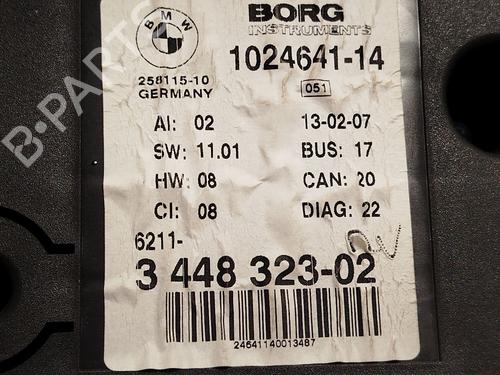 BMW
BORG
INSTRUMENTS
1024641-14
258115-10
GERMANY
051
AI: 02
13-02-07
SW: 11.01
BUS: 17
HW: 08
CAN: 20
CI: 08
DIAG: 22
6211-
3 448 323-02
24641140013487
B-PARTS